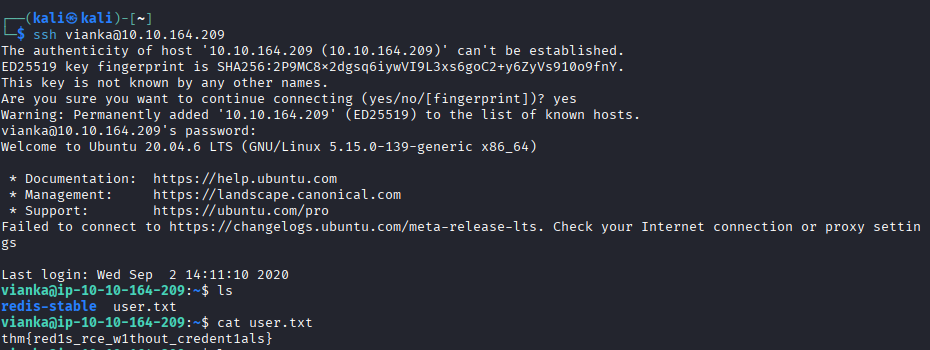 ┌──(kali㉿kali)-[~]
└─$ ssh vianka@10.10.164.209
The authenticity of host '10.10.164.209 (10.10.164.209)' can't be established.
ED25519 key fingerprint is SHA256:2P9MC8×2dgsq6iywVI9L3xs6goC2+y6ZyVs910o9fnY.
This key is not known by any other names.
Are you sure you want to continue connecting (yes/no/[fingerprint])? yes
Warning: Permanently added '10.10.164.209' (ED25519) to the list of known hosts.
vianka@10.10.164.209's password:
Welcome to Ubuntu 20.04.6 LTS (GNU/Linux 5.15.0-139-generic x86_64)

 * Documentation:  https://help.ubuntu.com
 * Management:     https://landscape.canonical.com
 * Support:        https://ubuntu.com/pro
Failed to connect to https://changelogs.ubuntu.com/meta-release-lts. Check your Internet connection or proxy settin
gs

Last login: Wed Sep  2 14:11:10 2020
vianka@ip-10-10-164-209:~$ ls
redis-stable  user.txt
vianka@ip-10-10-164-209:~$ cat user.txt
thm{red1s_rce_w1thout_credent1als}